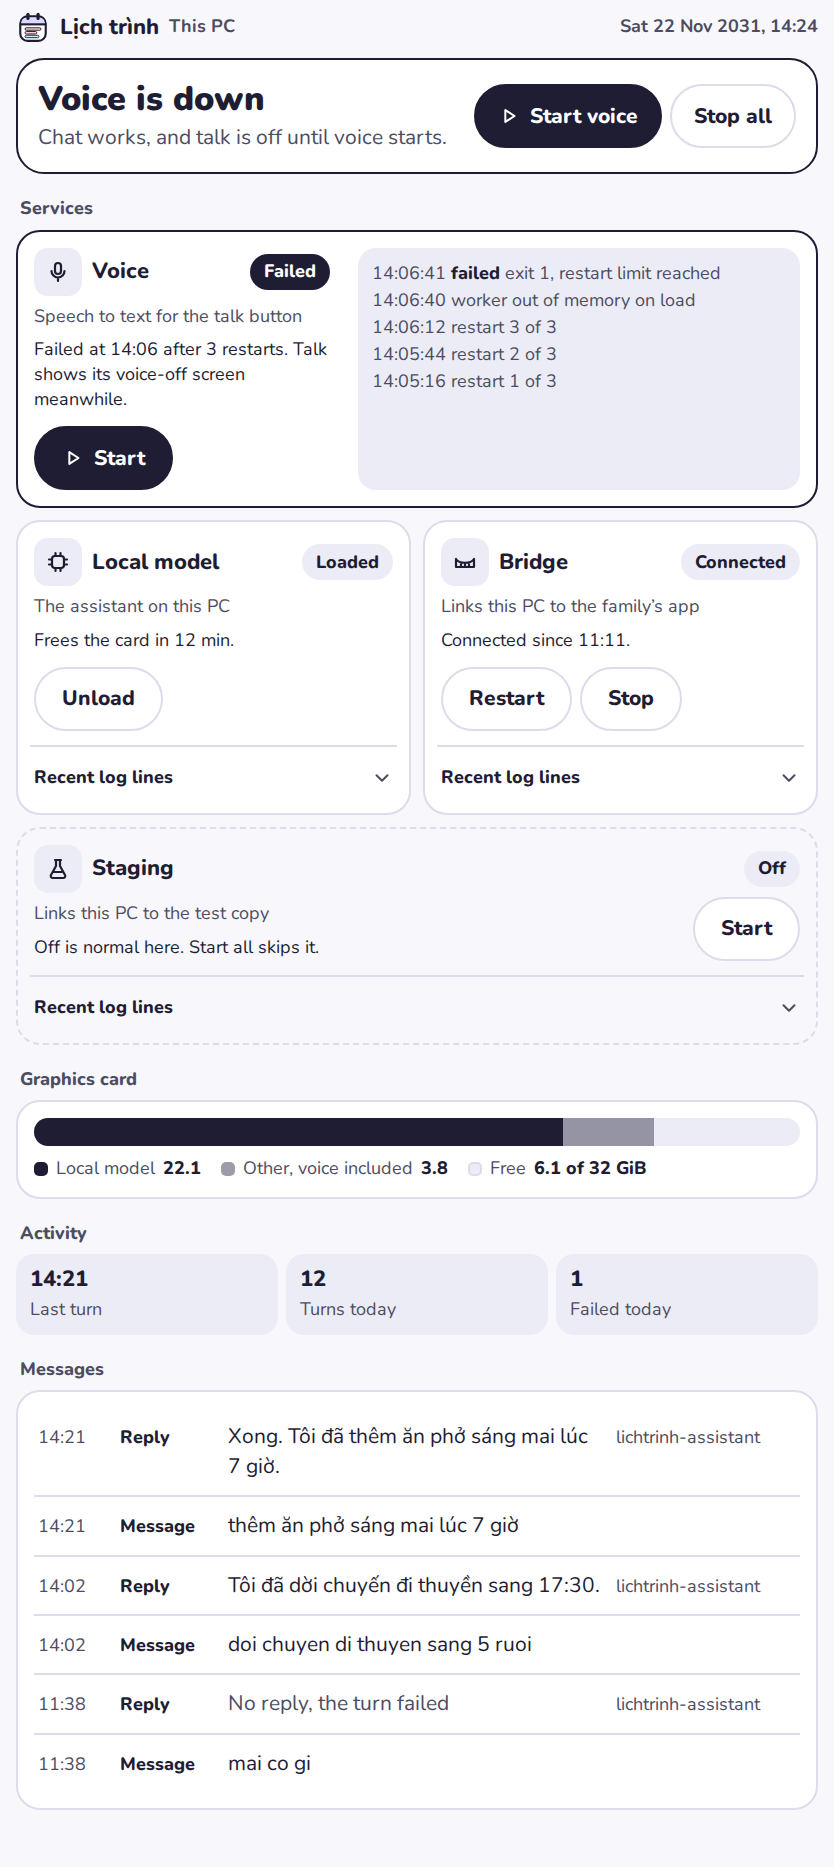 Lịch trình This PC
Sat 22 Nov 2031, 14:24
Voice is down
Chat works, and talk is off until voice starts.
Start voice
Stop all
Services
Voice
Failed
Speech to text for the talk button
Failed at 14:06 after 3 restarts. Talk
shows its voice-off screen
meanwhile.
Start
14:06:41 failed exit 1, restart limit reached
14:06:40 worker out of memory on load
14:06:12 restart 3 of 3
14:05:44 restart 2 of 3
14:05:16 restart 1 of 3
Local model
Loaded
The assistant on this PC
Frees the card in 12 min.
Unload
Recent log lines
Bridge
Connected
Links this PC to the family’s app
Connected since 11:11.
Restart
Stop
Recent log lines
Staging
Off
Links this PC to the test copy
Off is normal here. Start all skips it.
Start
Recent log lines
Graphics card
Local model 22.1
Other, voice included 3.8
Free 6.1 of 32 GiB
Activity
14:21
Last turn
12
Turns today
1
Failed today
Messages
14:21 Reply Xong. Tôi đã thêm ăn phở sáng mai lúc lichtrinh-assistant
7 giờ.
14:21 Message thêm ăn phở sáng mai lúc 7 giờ
14:02 Reply Tôi đã dời chuyến đi thuyền sang 17:30. lichtrinh-assistant
14:02 Message doi chuyen di thuyen sang 5 ruoi
11:38 Reply No reply, the turn failed lichtrinh-assistant
11:38 Message mai co gi